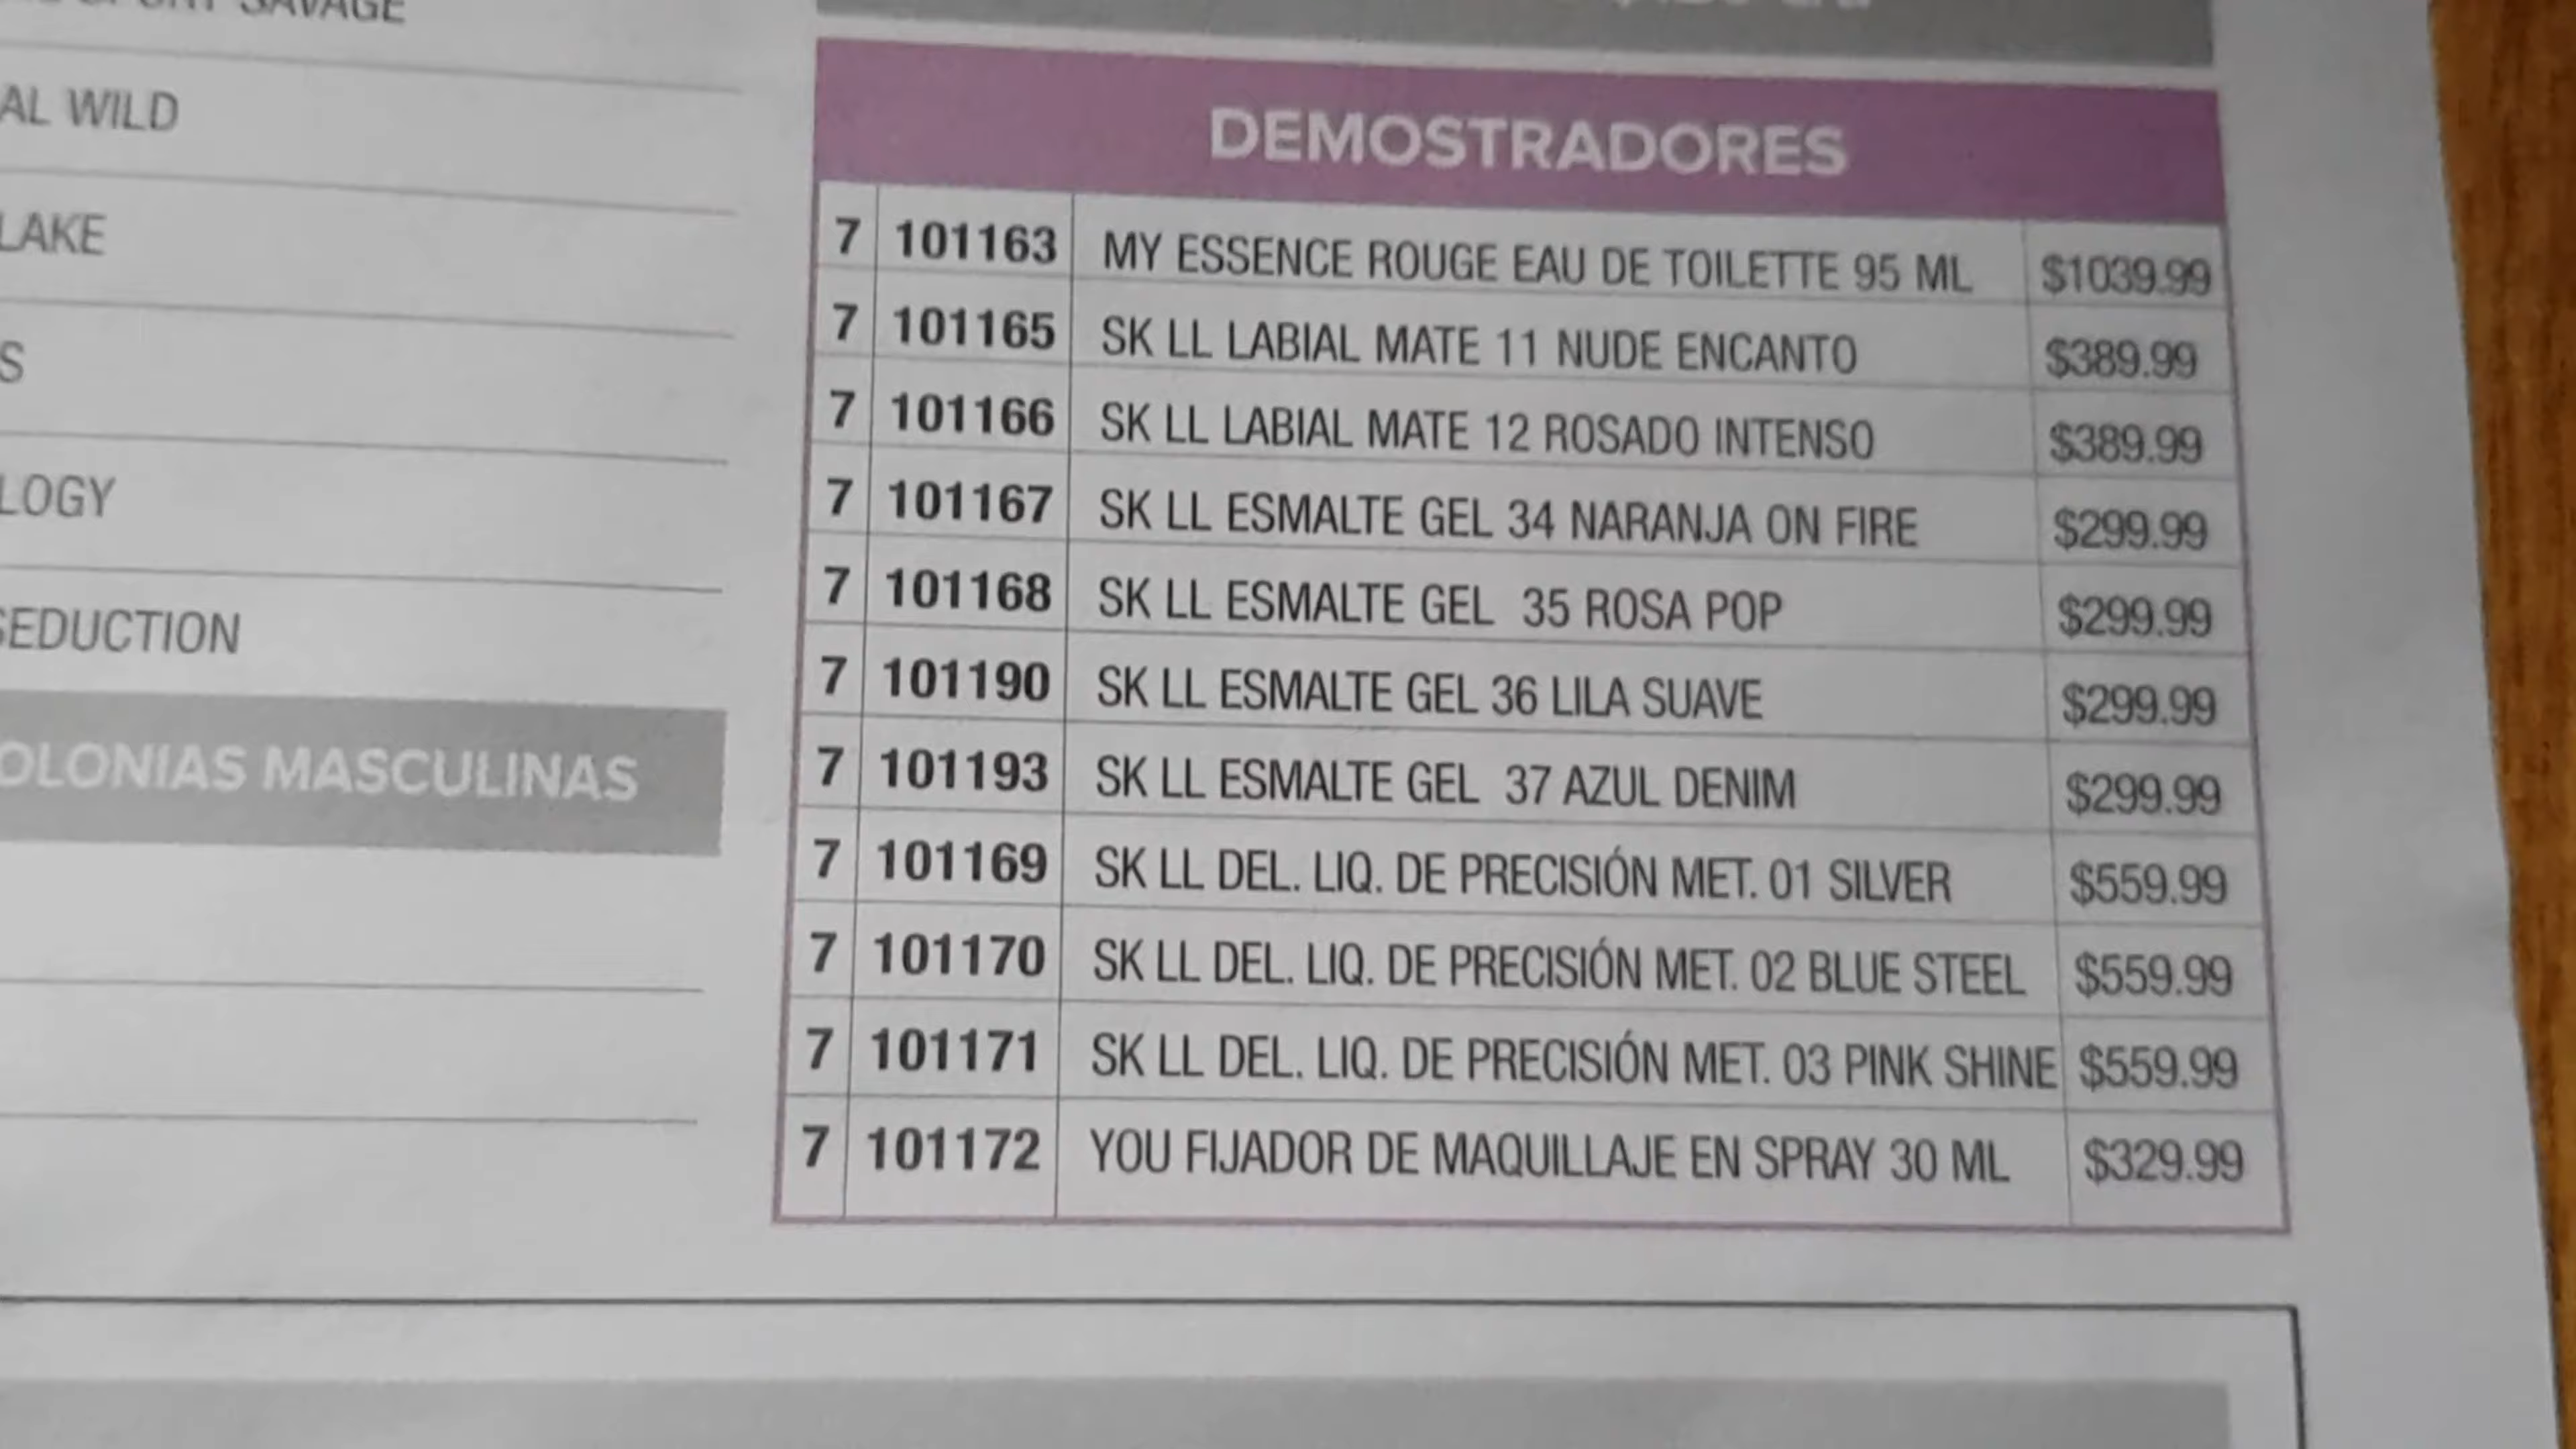 SAVAGE
AL WILD
LAKE
S
LOGY
SEDUCTION
OLONIAS MASCULINAS
DEMOSTRADORES
7 101163 MY ESSENCE ROUGE EAU DE TOILETTE 95 ML $1039.99
7 101165 SK LL LABIAL MATE 11 NUDE ENCANTO $389.99
7 101166 SK LL LABIAL MATE 12 ROSADO INTENSO $389.99
7 101167 SK LL ESMALTE GEL 34 NARANJA ON FIRE $299.99
7 101168 SK LL ESMALTE GEL 35 ROSA POP $299.99
7 101190 SK LL ESMALTE GEL 36 LILA SUAVE $299.99
7 101193 SK LL ESMALTE GEL 37 AZUL DENIM $299.99
7 101169 SK LL DEL. LIQ. DE PRECISIÓN MET. 01 SILVER $559.99
7 101170 SK LL DEL. LIQ. DE PRECISIÓN MET. 02 BLUE STEEL $559.99
7 101171 SK LL DEL. LIQ. DE PRECISIÓN MET. 03 PINK SHINE $559.99
7 101172 YOU FIJADOR DE MAQUILLAJE EN SPRAY 30 ML $329.99